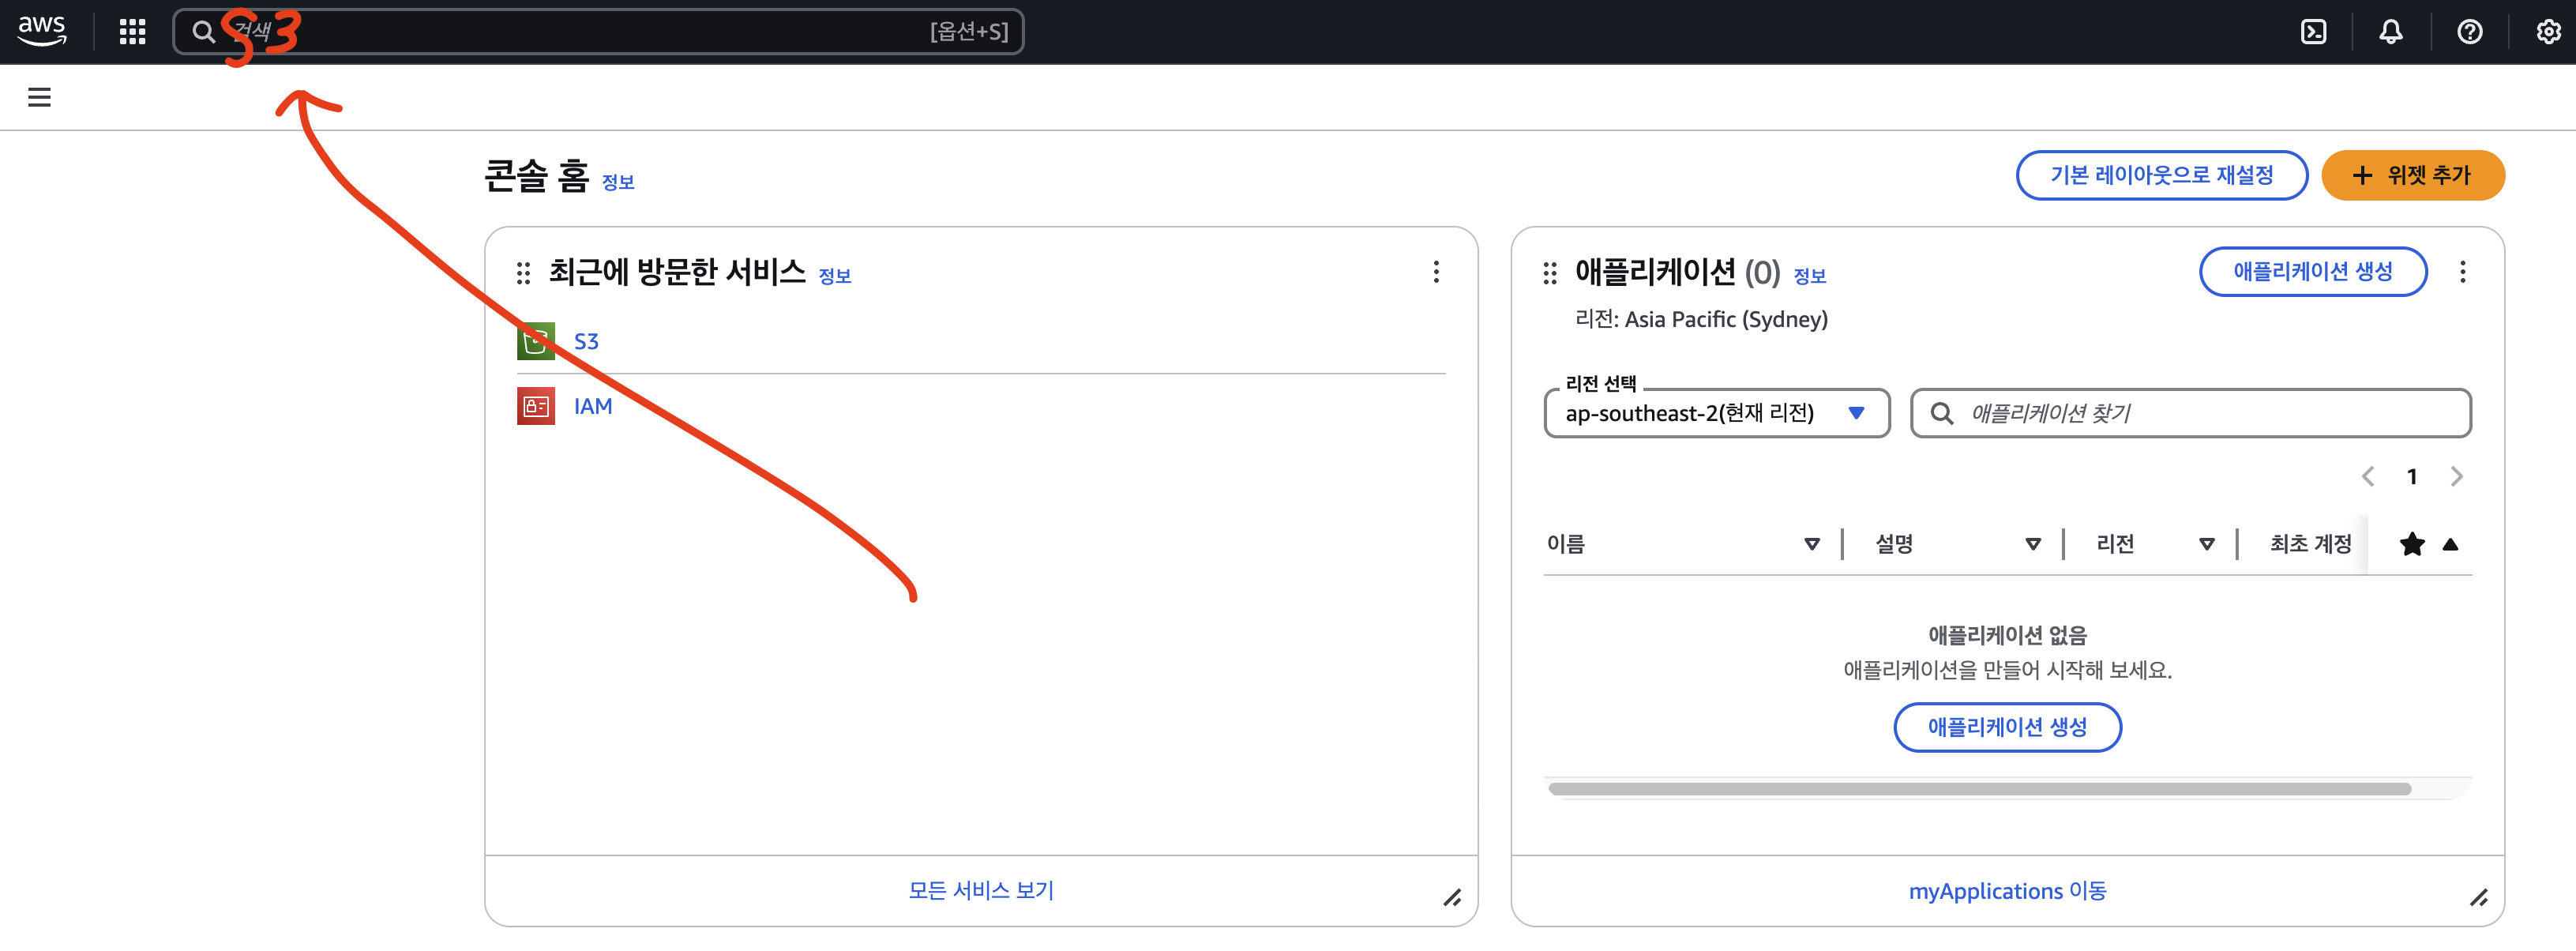 aws
검색
S3
[옵션+S]
콘솔 홈 정보
기본 레이아웃으로 재설정
+ 위젯 추가
최근에 방문한 서비스 정보
S3
IAM
모든 서비스 보기
애플리케이션 (0) 정보
애플리케이션 생성
리전: Asia Pacific (Sydney)
리전 선택
ap-southeast-2(현재 리전)
애플리케이션 찾기
1
이름 설명 리전 최초 계정
애플리케이션 없음
애플리케이션을 만들어 시작해 보세요.
애플리케이션 생성
myApplications 이동